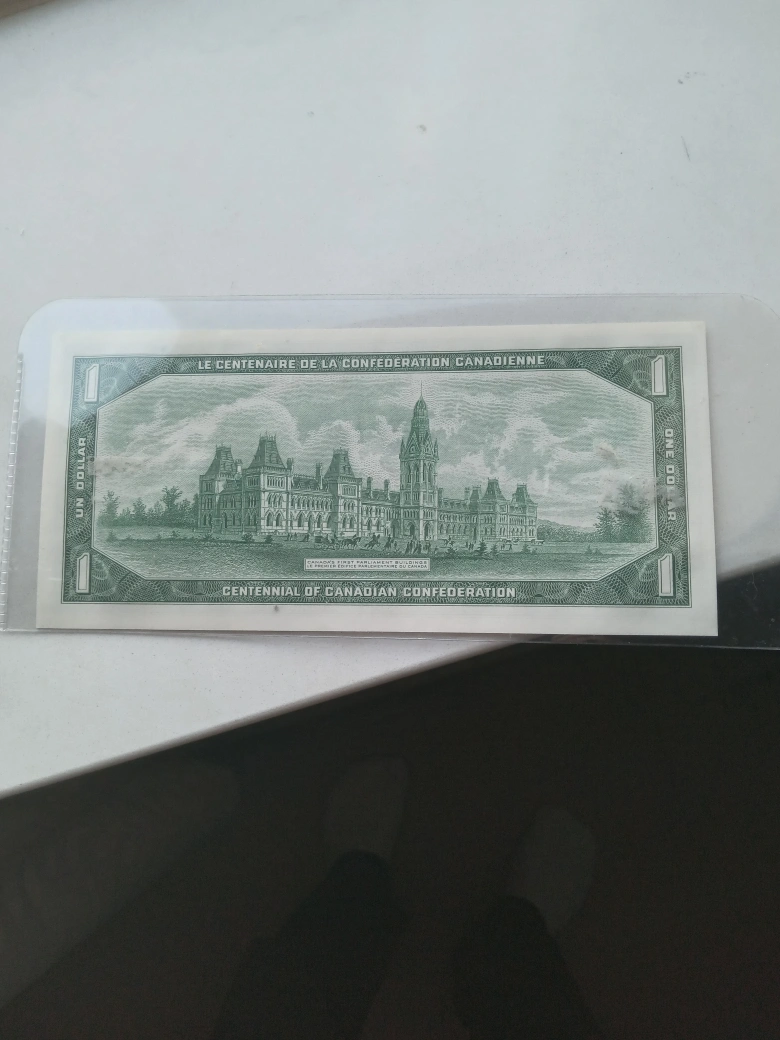 LE CENTENAIRE DE LA CONFÉDÉRATION CANADIENNE
1
1
UN DOLLAR
ONE DOLLAR
CANADA'S FIRST PARLIAMENT BUILDINGS
LE PREMIER ÉDIFICE PARLEMENTAIRE DU CANADA
1
1
CENTENNIAL OF CANADIAN CONFEDERATION